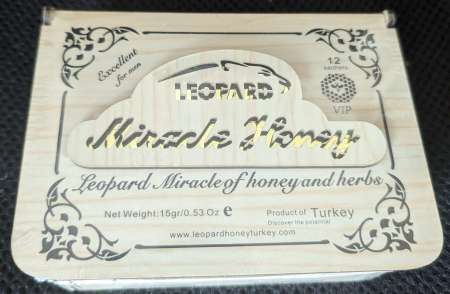 Excellent
for men
LEOPARD
12
sachets
VIP
Miracle Honey
Leopard Miracle of honey and herbs
Net Weight:15gr/0.53 Oz e
Product of Turkey
Discover the potential
www.leopardhoneyturkey.com